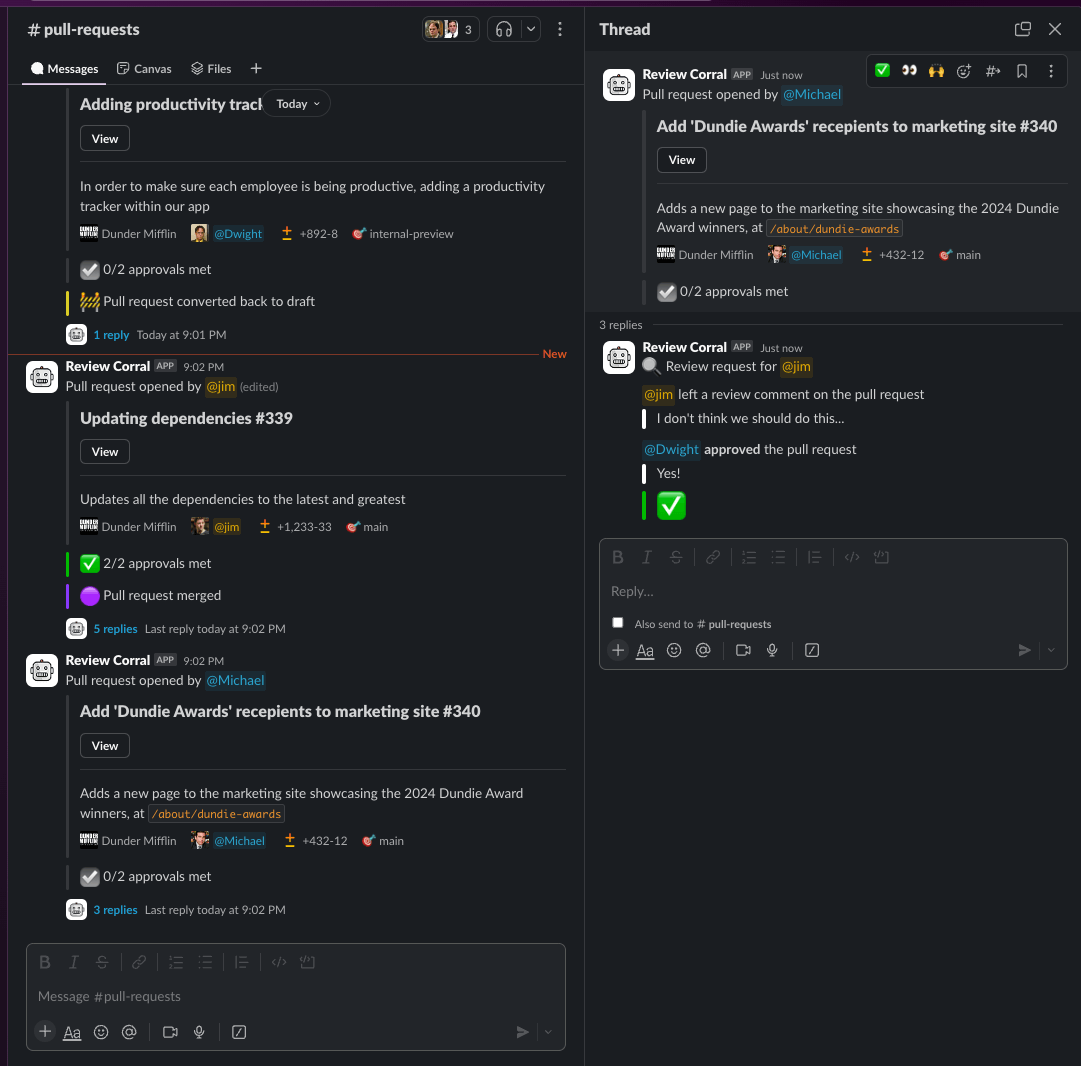 # pull-requests
3
Messages
Canvas
Files
Adding productivity track
Today
View
In order to make sure each employee is being productive, adding a productivity
tracker within our app
Dunder Mifflin @Dwight +892-8 internal-preview
0/2 approvals met
Pull request converted back to draft
1 reply Today at 9:01 PM
New
Review Corral APP 9:02 PM
Pull request opened by @jim (edited)
Updating dependencies #339
View
Updates all the dependencies to the latest and greatest
Dunder Mifflin @jim +1,233-33 main
2/2 approvals met
Pull request merged
5 replies Last reply today at 9:02 PM
Review Corral APP 9:02 PM
Pull request opened by @Michael
Add 'Dundie Awards' recepients to marketing site #340
View
Adds a new page to the marketing site showcasing the 2024 Dundie Award
winners, at /about/dundie-awards
Dunder Mifflin @Michael +432-12 main
0/2 approvals met
3 replies Last reply today at 9:02 PM
Message #pull-requests
Aa
Thread
Review Corral APP Just now
Pull request opened by @Michael
Add 'Dundie Awards' recepients to marketing site #340
View
Adds a new page to the marketing site showcasing the 2024 Dundie
Award winners, at /about/dundie-awards
Dunder Mifflin @Michael +432-12 main
0/2 approvals met
3 replies
Review Corral APP Just now
Review request for @jim
@jim left a review comment on the pull request
I don't think we should do this...
@Dwight approved the pull request
Yes!
Reply...
Also send to # pull-requests
Aa